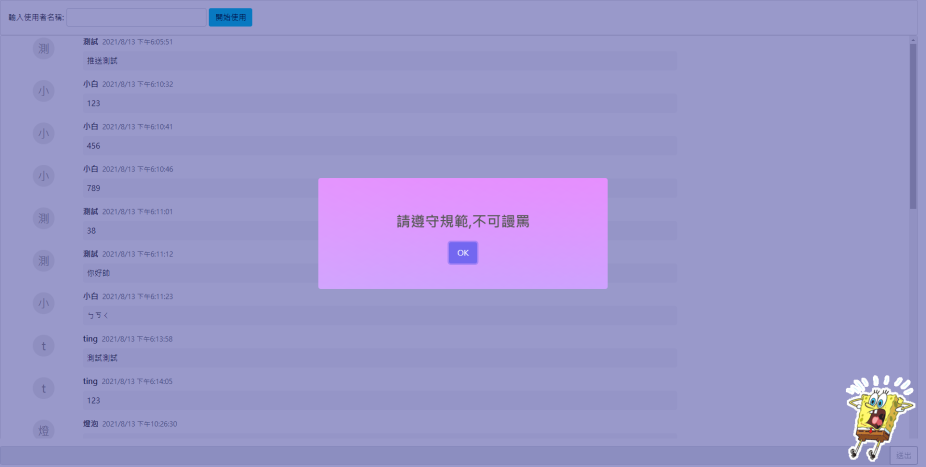 輸入使用者名稱:
開始使用
測
測試 2021/8/13 下午6:05:51
推送測試
小
小白 2021/8/13 下午6:10:32
123
小
小白 2021/8/13 下午6:10:41
456
小
小白 2021/8/13 下午6:10:46
789
測
測試 2021/8/13 下午6:11:01
38
測
測試 2021/8/13 下午6:11:12
你好帥
小
小白 2021/8/13 下午6:11:23
ㄅㄎㄑ
t
ting 2021/8/13 下午6:13:58
測試測試
t
ting 2021/8/13 下午6:14:05
123
燈
燈泡 2021/8/13 下午10:26:30
請遵守規範,不可謾罵
OK
送出